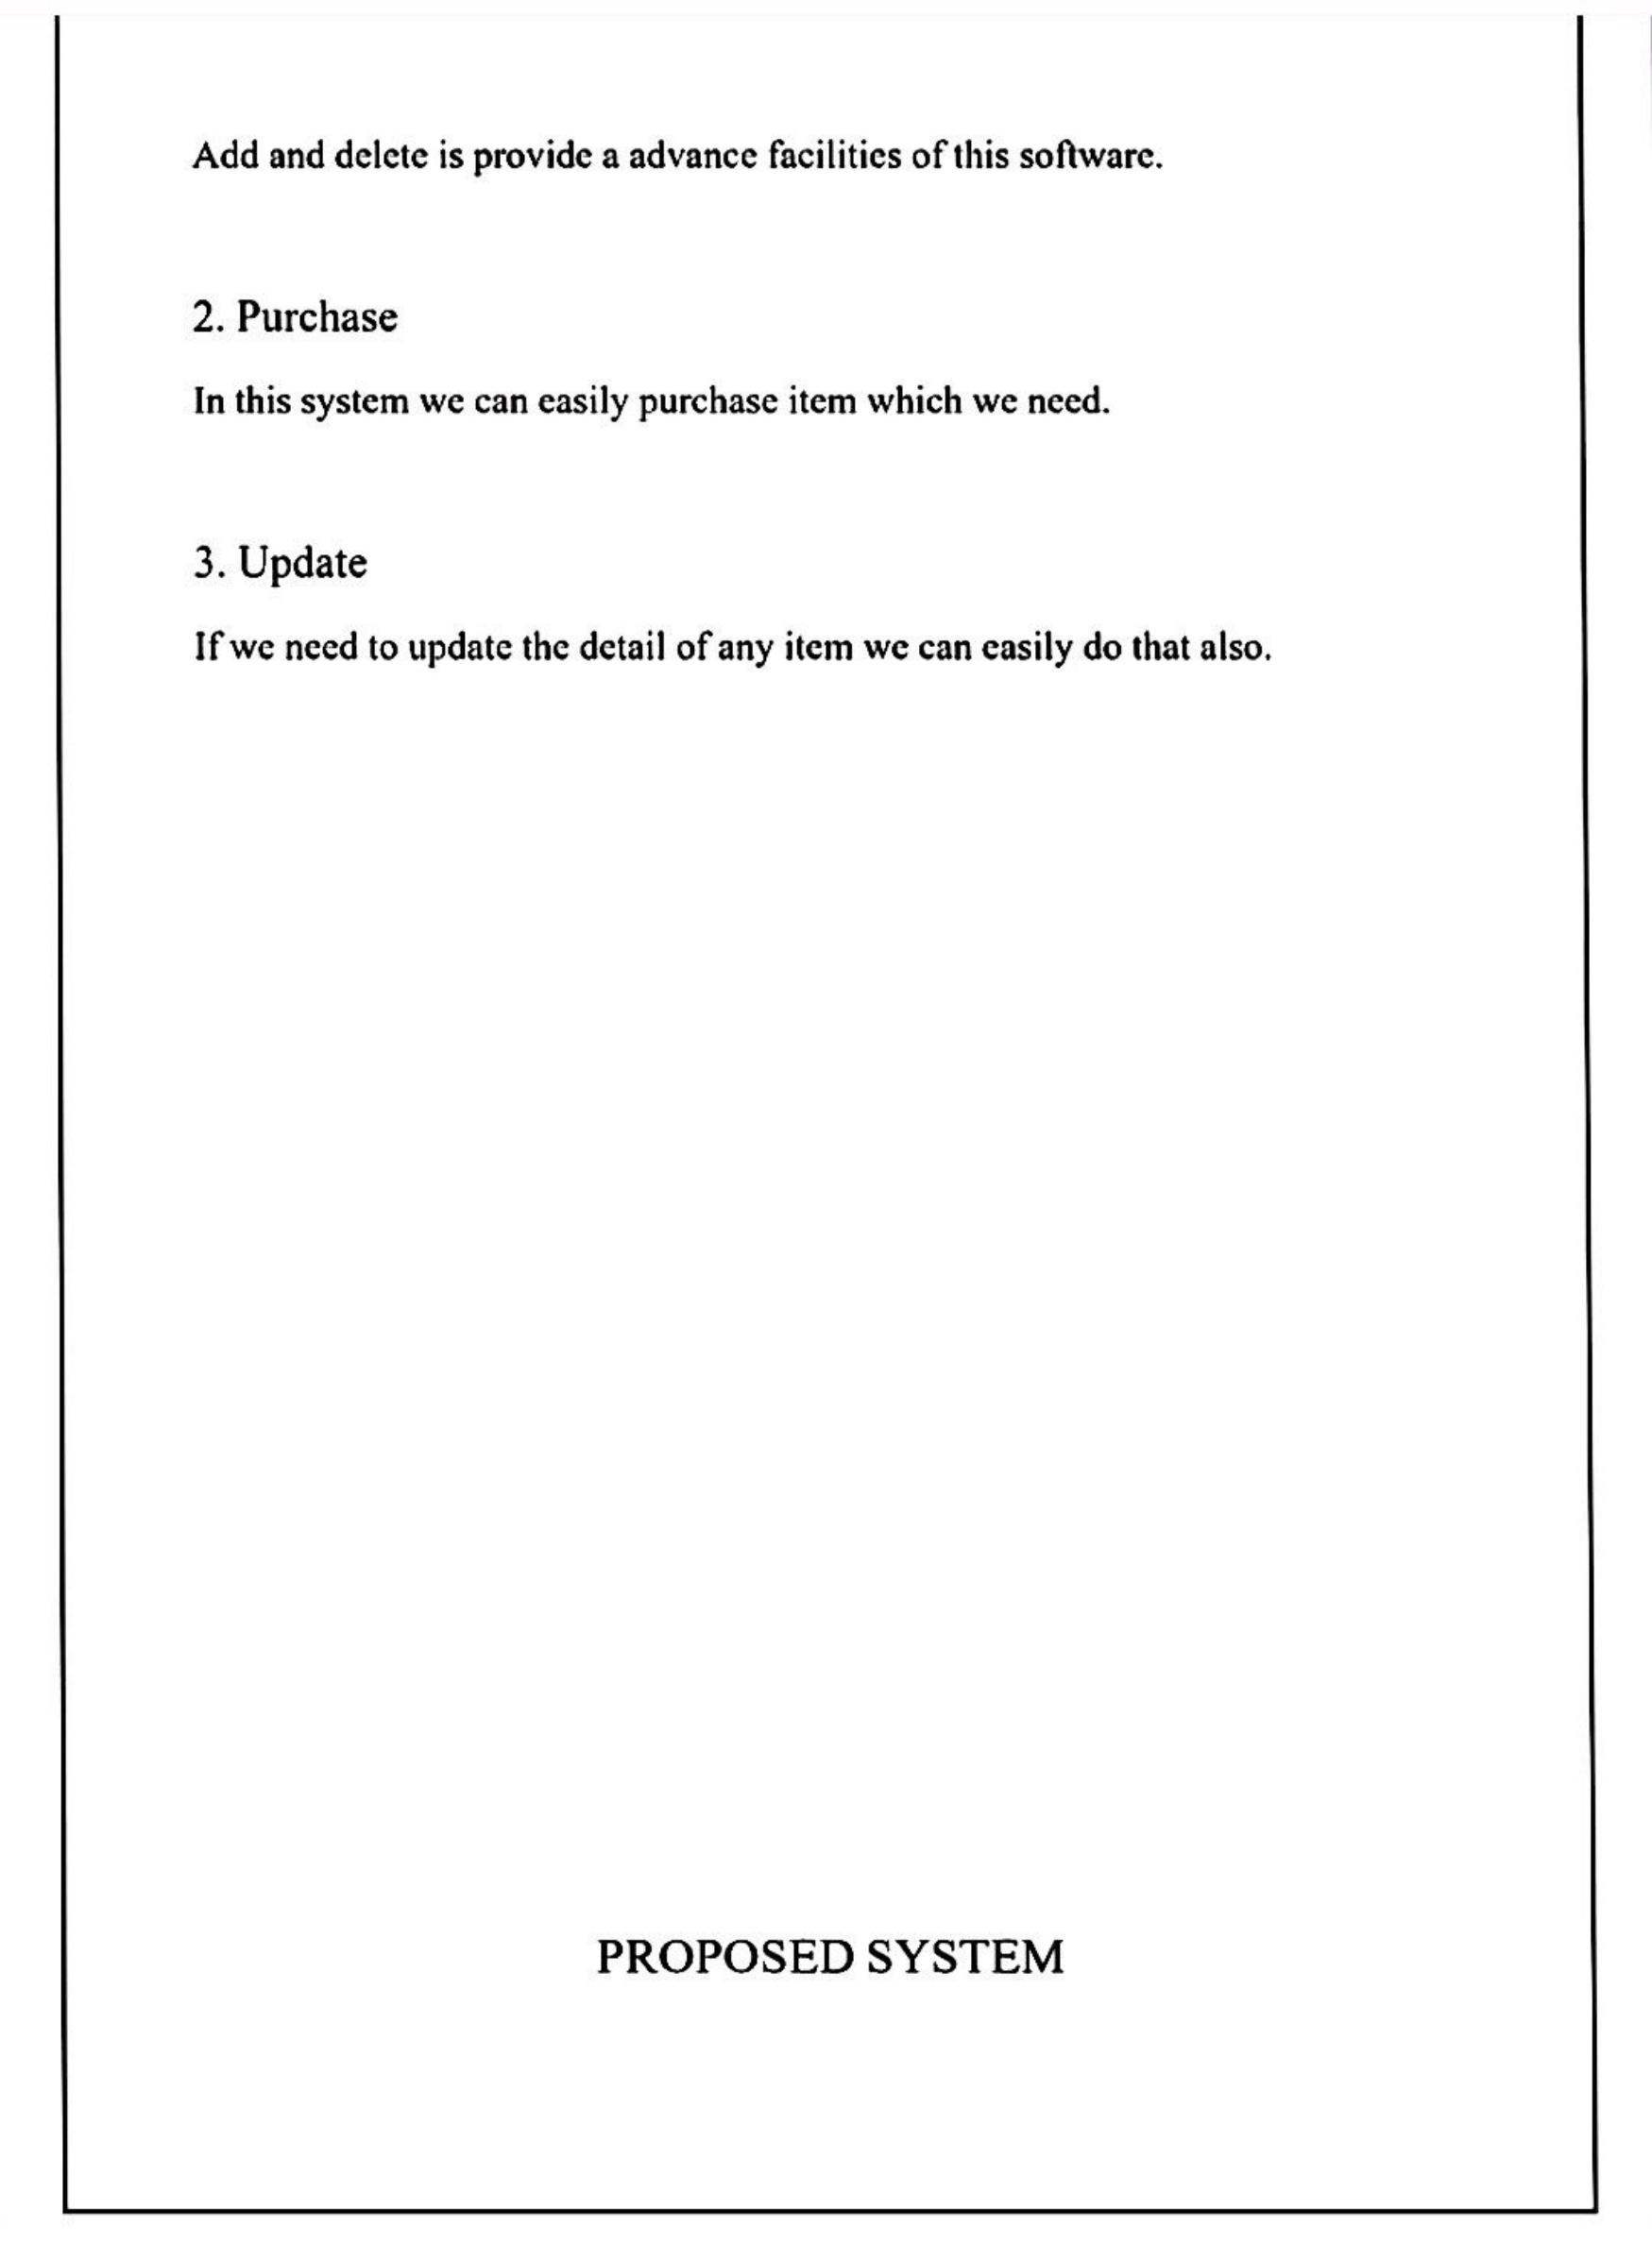 Add and delete is provide a advance facilities of this software.
2. Purchase
In this system we can easily purchase item which we need.
3. Update
If we need to update the detail of any item we can easily do that also.
PROPOSED SYSTEM